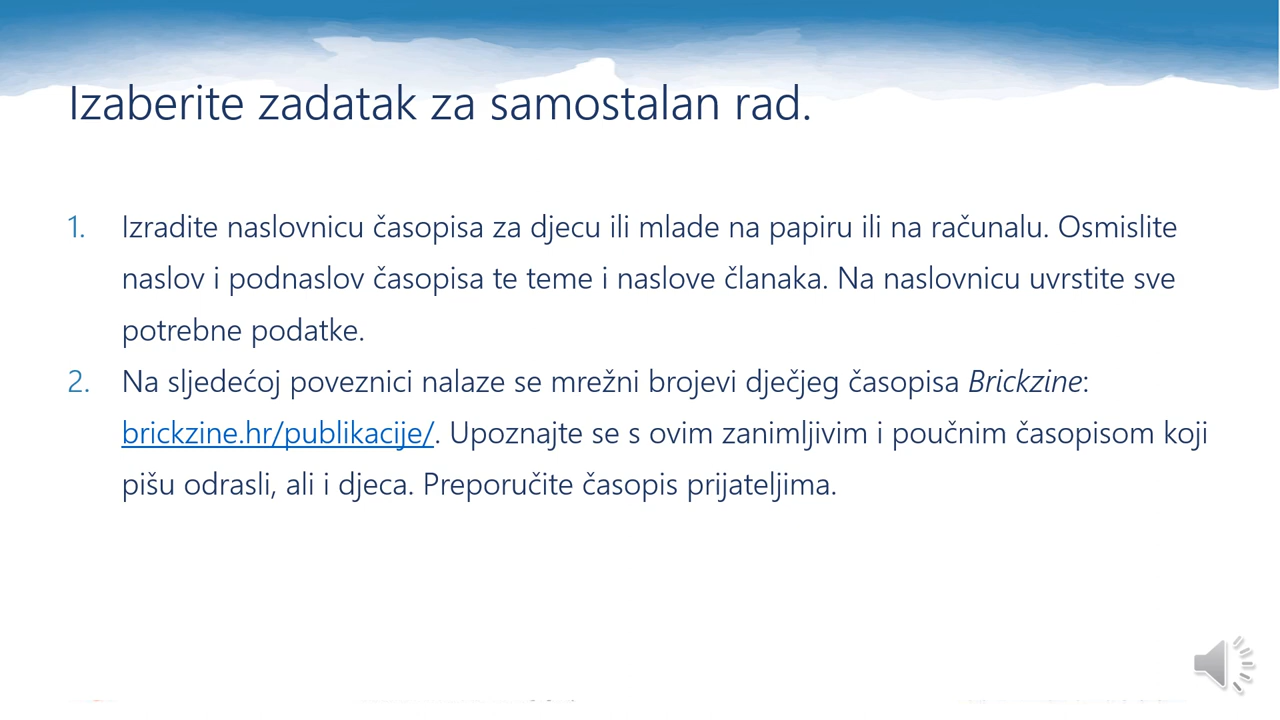 Izaberite zadatak za samostalan rad.
1. Izradite naslovnicu časopisa za djecu ili mlade na papiru ili na računalu. Osmislite
naslov i podnaslov časopisa te teme i naslove članaka. Na naslovnicu uvrstite sve
potrebne podatke.
2. Na sljedećoj poveznici nalaze se mrežni brojevi dječjeg časopisa Brickzine:
brickzine.hr/publikacije/. Upoznajte se s ovim zanimljivim i poučnim časopisom koji
pišu odrasli, ali i djeca. Preporučite časopis prijateljima.